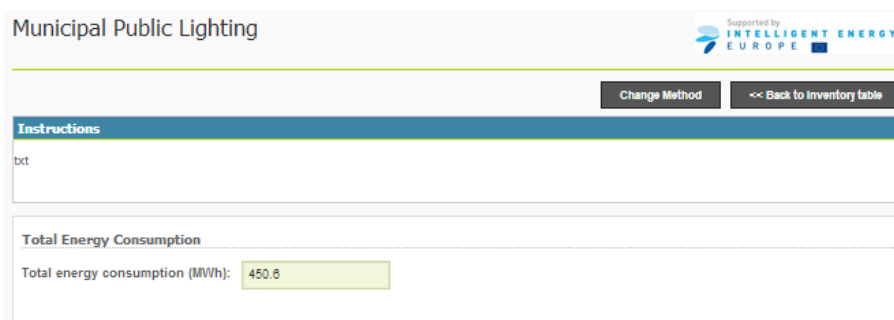 Municipal Public Lighting
Supported by
INTELLIGENT ENERGY
EUROPE
Change Method
<< Back to Inventory table
Instructions
txt
Total Energy Consumption
Total energy consumption (MWh): 450.6